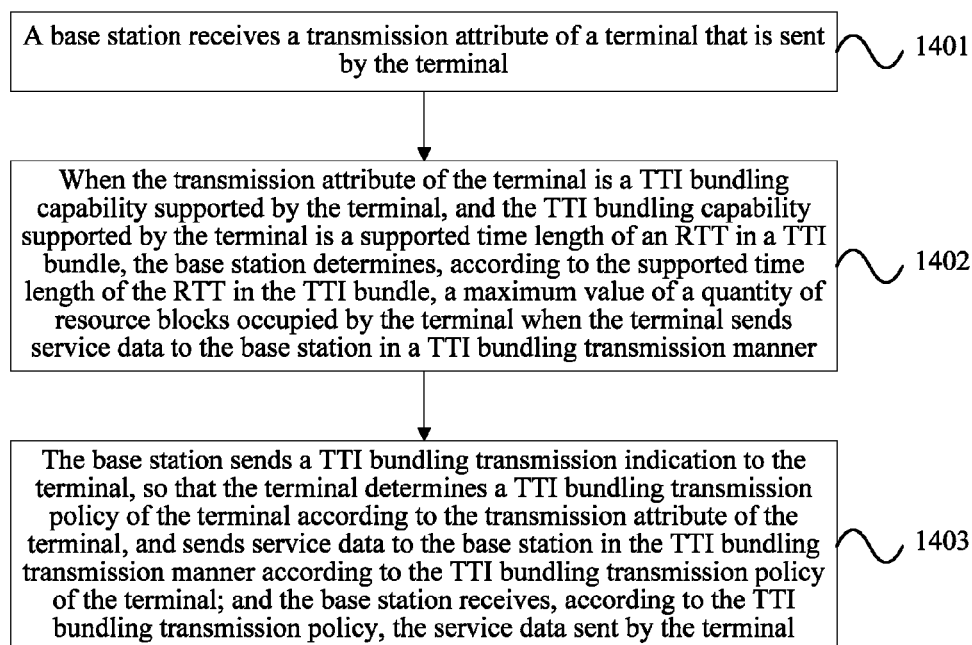 A base station receives a transmission attribute of a terminal that is sent
by the terminal
1401
When the transmission attribute of the terminal is a TTI bundling
capability supported by the terminal, and the TTI bundling capability
supported by the terminal is a supported time length of an RTT in a TTI
bundle, the base station determines, according to the supported time
length of the RTT in the TTI bundle, a maximum value of a quantity of
resource blocks occupied by the terminal when the terminal sends
service data to the base station in a TTI bundling transmission manner
1402
The base station sends a TTI bundling transmission indication to the
terminal, so that the terminal determines a TTI bundling transmission
policy of the terminal according to the transmission attribute of the
terminal, and sends service data to the base station in the TTI bundling
transmission manner according to the TTI bundling transmission policy
of the terminal; and the base station receives, according to the TTI
bundling transmission policy, the service data sent by the terminal
1403